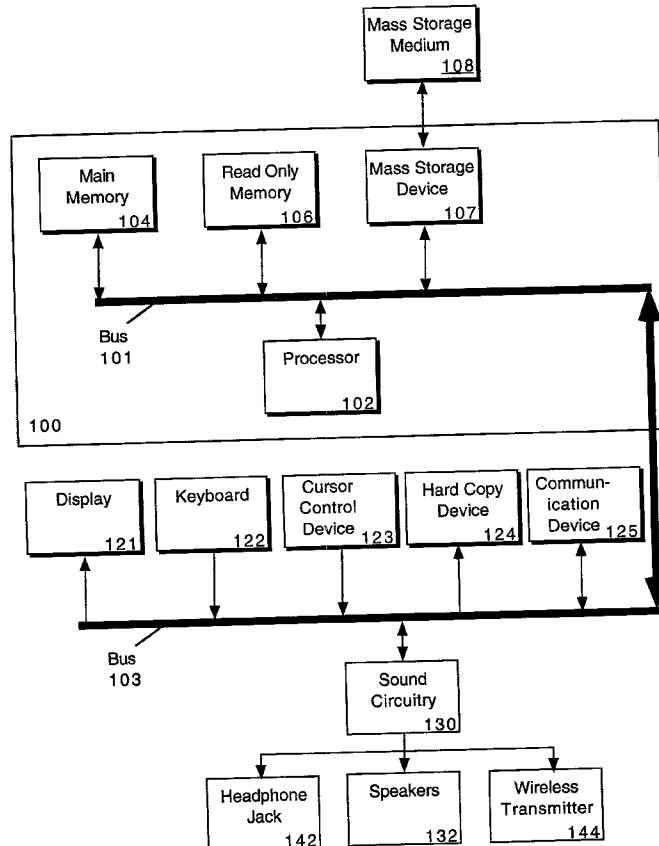 Mass Storage
Medium
108
Main
Memory
104
Read Only
Memory
106
Mass Storage
Device
107
Bus
101
Processor
102
100
Display
121
Keyboard
122
Cursor
Control
Device
123
Hard Copy
Device
124
Commun-
ication
Device
125
Bus
103
Sound
Circuitry
130
Headphone
Jack
142
Speakers
132
Wireless
Transmitter
144